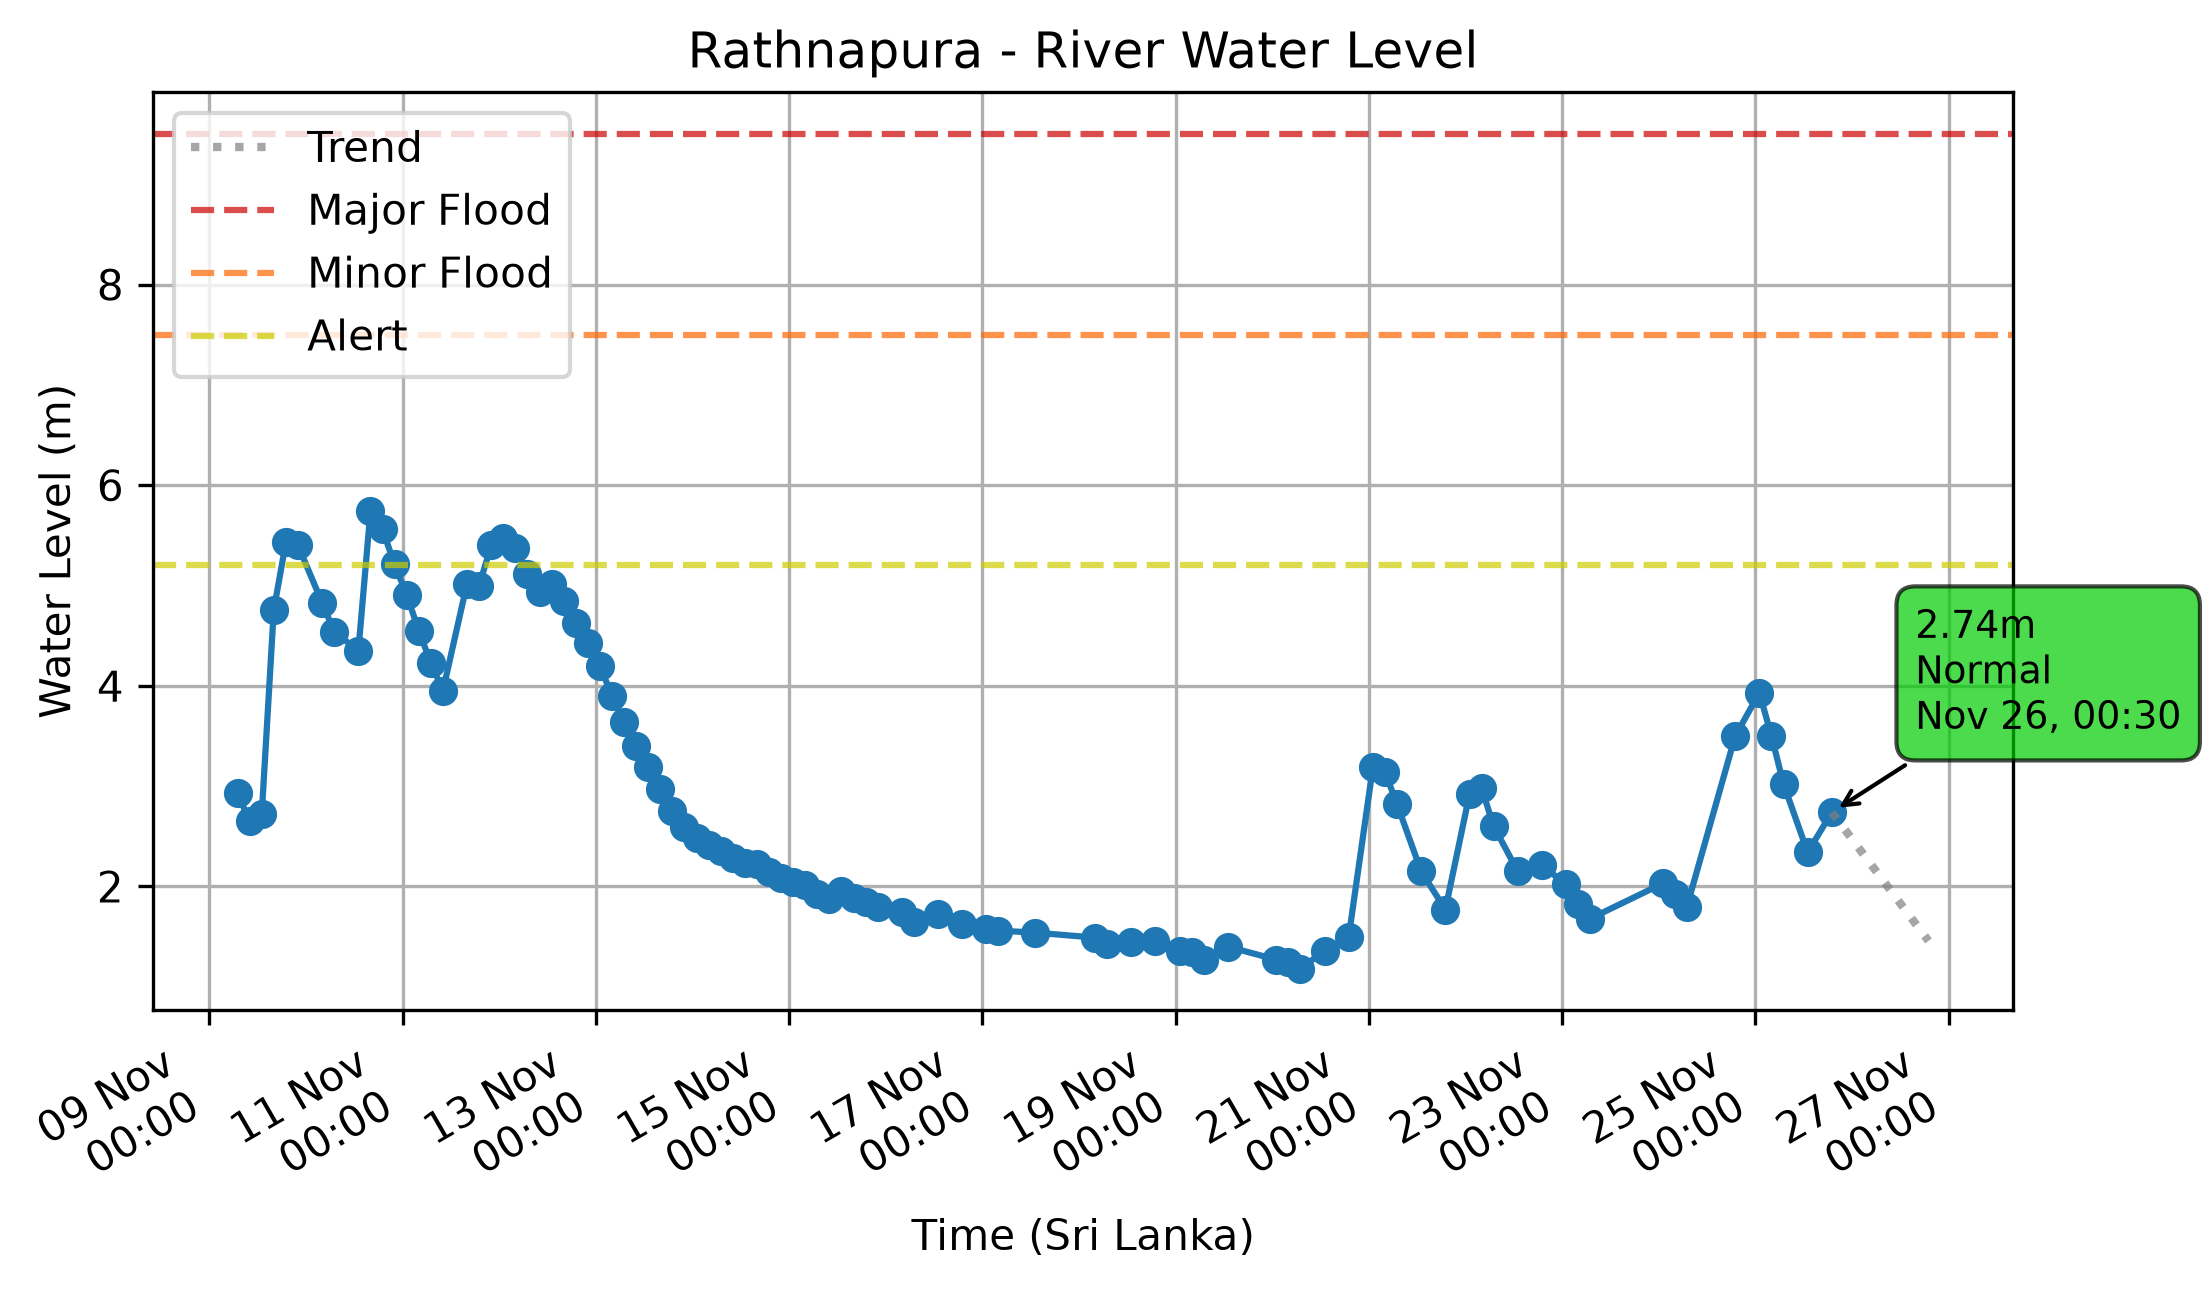 Rathnapura - River Water Level
Trend
Major Flood
Minor Flood
Alert
8
6
4
2
Water Level (m)
2.74m
Normal
Nov 26, 00:30
09 Nov
00:00
11 Nov
00:00
13 Nov
00:00
15 Nov
00:00
17 Nov
00:00
19 Nov
00:00
21 Nov
00:00
23 Nov
00:00
25 Nov
00:00
27 Nov
00:00
Time (Sri Lanka)